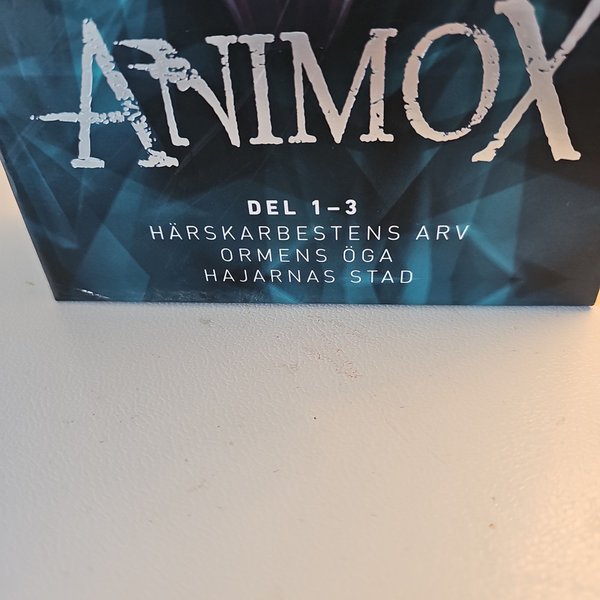 ANIMOX
DEL 1–3
HÄRSKARBESTENS ARV
ORMENS ÖGA
HAJARNAS STAD